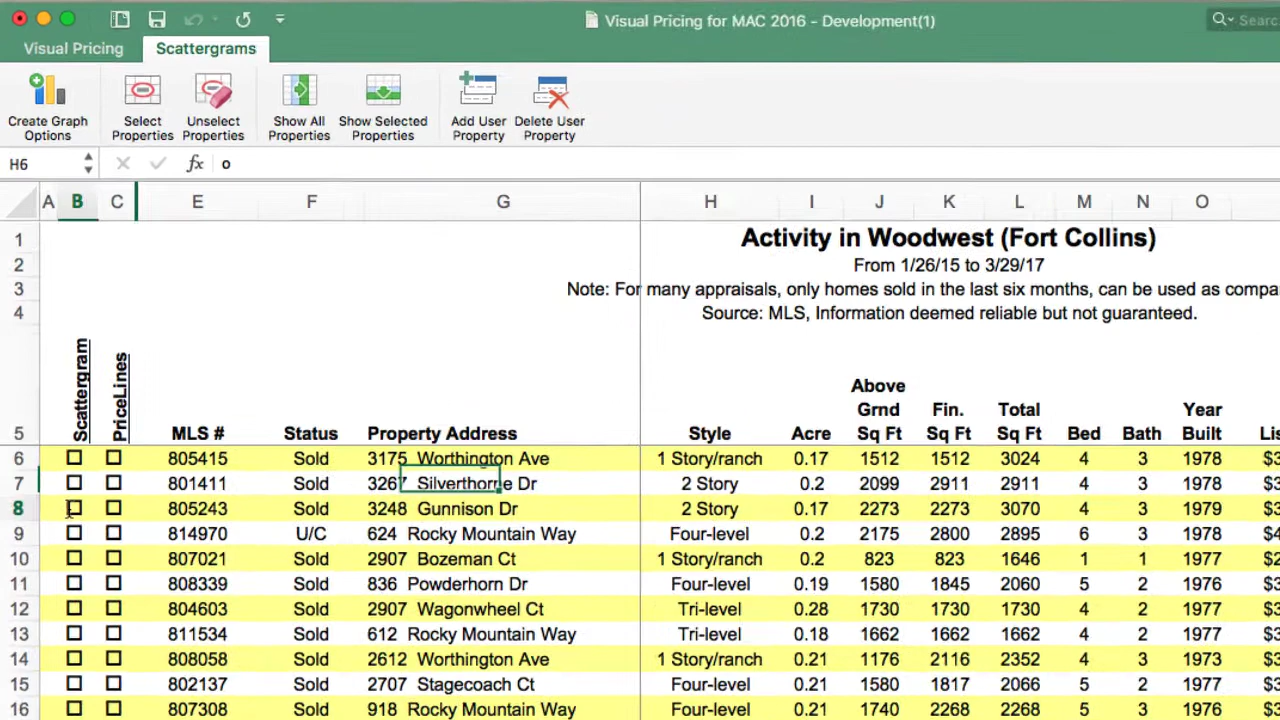 Visual Pricing for MAC 2016 - Development(1)
Visual Pricing Scattergrams
Create Graph Options
Select Properties
Unselect Properties
Show All Properties
Show Selected Properties
Add User Property
Delete User Property
H6 fx o
A B C E F G H I J K L M N O
1 Activity in Woodwest (Fort Collins)
2 From 1/26/15 to 3/29/17
3 Note: For many appraisals, only homes sold in the last six months, can be used as
4 Source: MLS, Information deemed reliable but not guaranteed.
5 Scattergram PriceLines MLS # Status Property Address Style Acre Above Grnd Sq Ft Fin. Sq Ft Total Sq Ft Bed Bath Year Built
6 805415 Sold 3175 Worthington Ave 1 Story/ranch 0.17 1512 1512 3024 4 3 1978
7 801411 Sold 3267 Silverthorne Dr 2 Story 0.2 2099 2911 2911 4 3 1978
8 805243 Sold 3248 Gunnison Dr 2 Story 0.17 2273 2273 3070 4 3 1979
9 814970 U/C 624 Rocky Mountain Way Four-level 0.2 2175 2800 2895 6 3 1978
10 807021 Sold 2907 Bozeman Ct 1 Story/ranch 0.2 823 823 1646 1 1 1977
11 808339 Sold 836 Powderhorn Dr Four-level 0.19 1580 1845 2060 5 2 1976
12 804603 Sold 2907 Wagonwheel Ct Tri-level 0.28 1730 1730 1730 4 2 1977
13 811534 Sold 612 Rocky Mountain Way Tri-level 0.18 1662 1662 1662 4 2 1977
14 808058 Sold 2612 Worthington Ave 1 Story/ranch 0.21 1176 2116 2352 4 3 1973
15 802137 Sold 2707 Stagecoach Ct Four-level 0.21 1580 1817 2066 5 2 1976
16 807308 Sold 918 Rocky Mountain Way Four-level 0.21 1740 2268 2268 5 3 1976